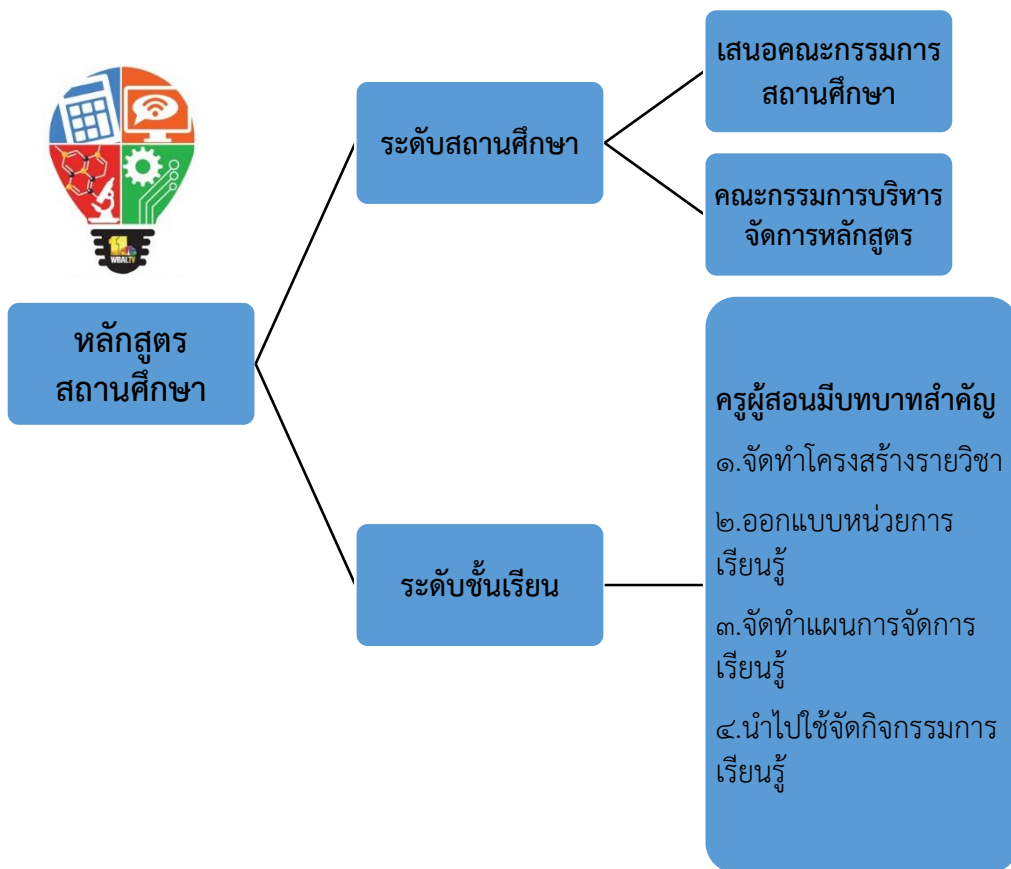 เสนอคณะกรรมการ
สถานศึกษา
ระดับสถานศึกษา
คณะกรรมการบริหาร
จัดการหลักสูตร
11
WBALTV
หลักสูตร
สถานศึกษา
ครูผู้สอนมีบทบาทสำคัญ
๑.จัดทำโครงสร้างรายวิชา
๒.ออกแบบหน่วยการ
เรียนรู้
ระดับชั้นเรียน
๓.จัดทำแผนการจัดการ
เรียนรู้
๔.นำไปใช้จัดกิจกรรมการ
เรียนรู้